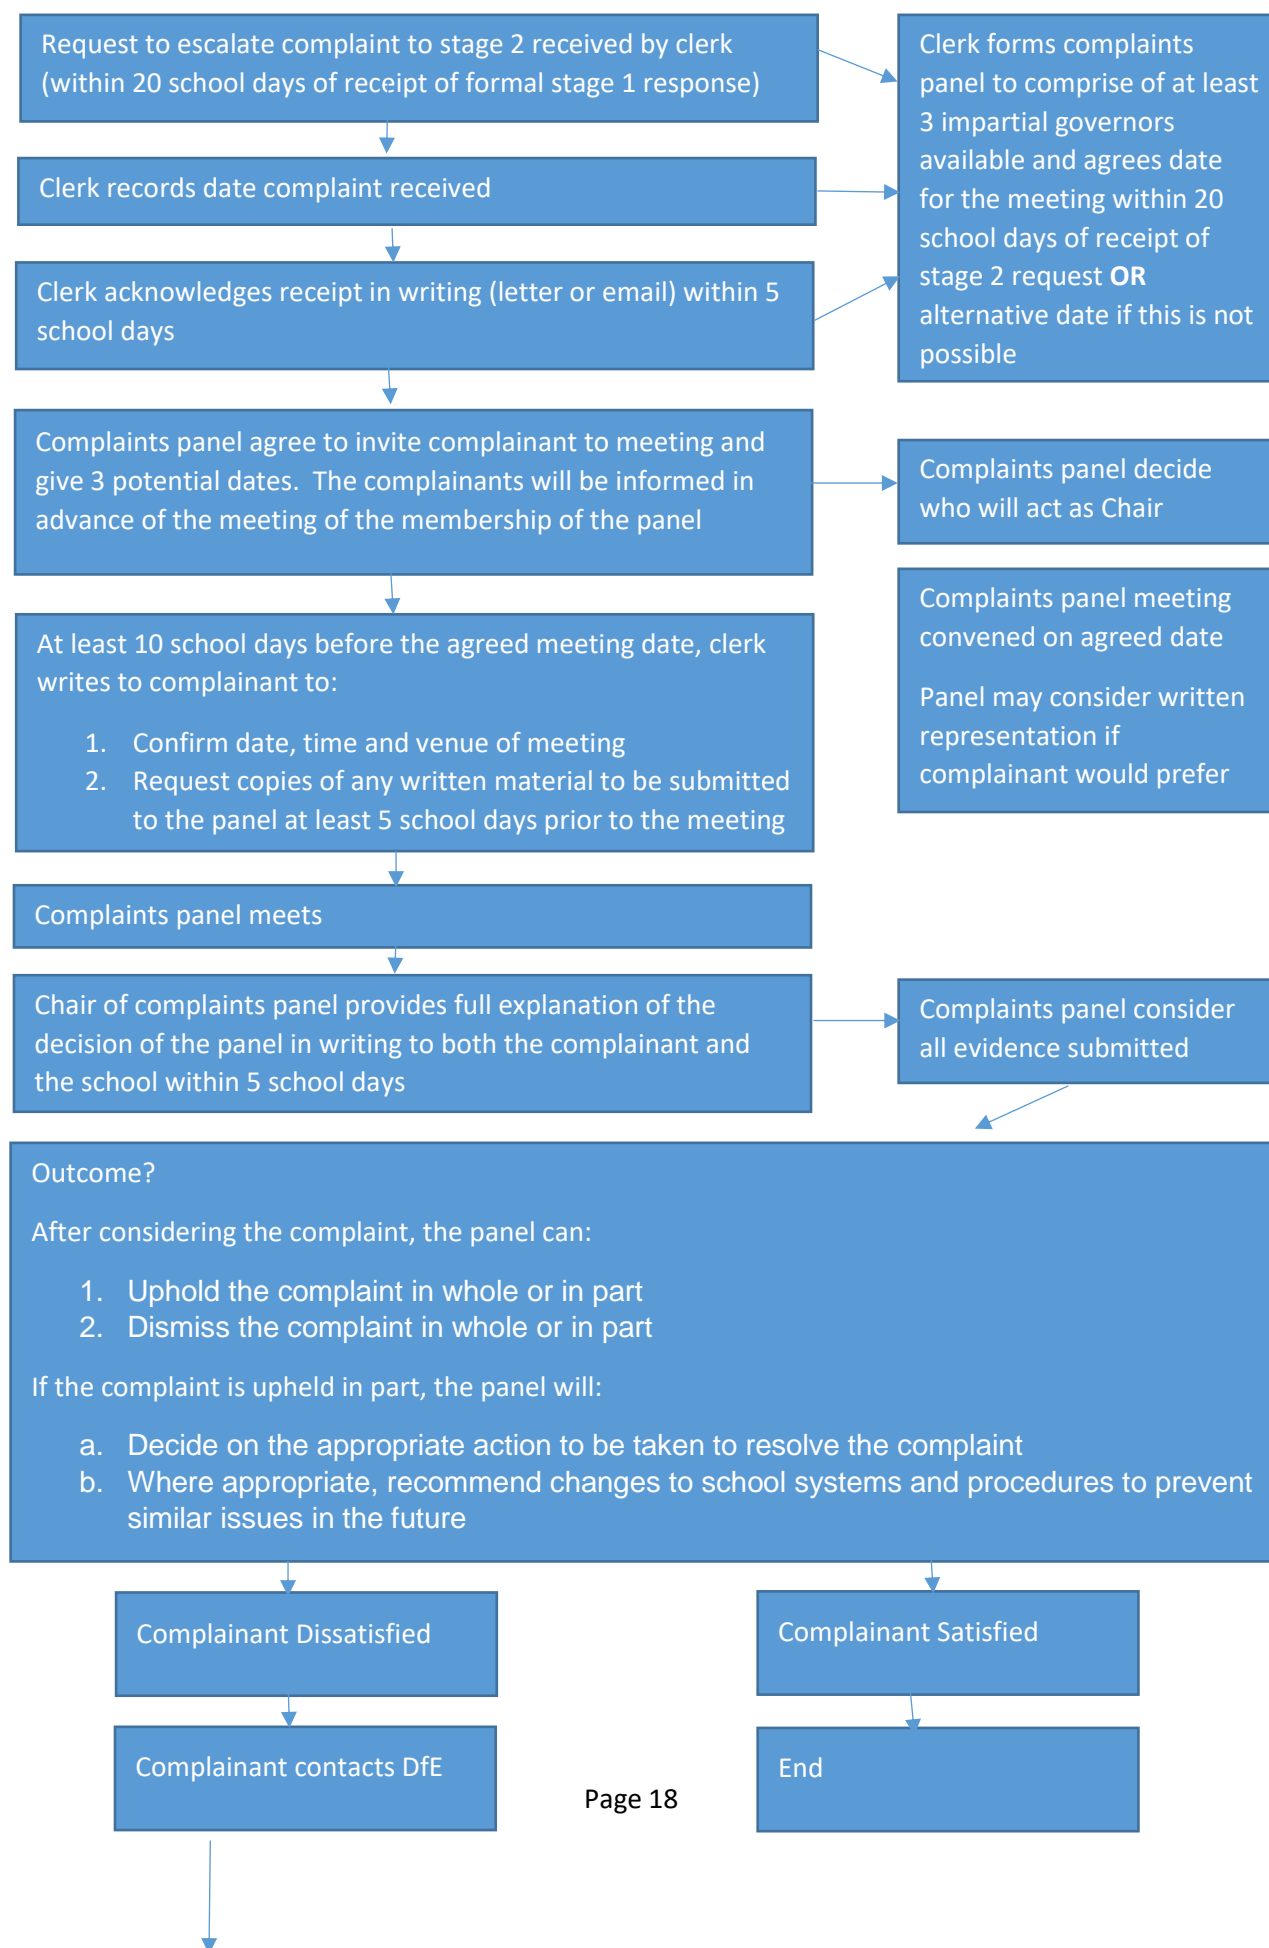 Request to escalate complaint to stage 2 received by clerk
(within 20 school days of receipt of formal stage 1 response)
Clerk forms complaints
panel to comprise of at least
3 impartial governors
available and agrees date
for the meeting within 20
school days of receipt of
stage 2 request OR
alternative date if this is not
possible
Clerk records date complaint received
Clerk acknowledges receipt in writing (letter or email) within 5
school days
Complaints panel agree to invite complainant to meeting and
give 3 potential dates.  The complainants will be informed in
advance of the meeting of the membership of the panel
Complaints panel decide
who will act as Chair
At least 10 school days before the agreed meeting date, clerk
writes to complainant to:
1. Confirm date, time and venue of meeting
2. Request copies of any written material to be submitted
to the panel at least 5 school days prior to the meeting
Complaints panel meeting
convened on agreed date
Panel may consider written
representation if
complainant would prefer
Complaints panel meets
Chair of complaints panel provides full explanation of the
decision of the panel in writing to both the complainant and
the school within 5 school days
Complaints panel consider
all evidence submitted
Outcome?
After considering the complaint, the panel can:
1. Uphold the complaint in whole or in part
2. Dismiss the complaint in whole or in part
If the complaint is upheld in part, the panel will:
a. Decide on the appropriate action to be taken to resolve the complaint
b. Where appropriate, recommend changes to school systems and procedures to prevent
similar issues in the future
Complainant Dissatisfied
Complainant Satisfied
Complainant contacts DfE
End
Page 18